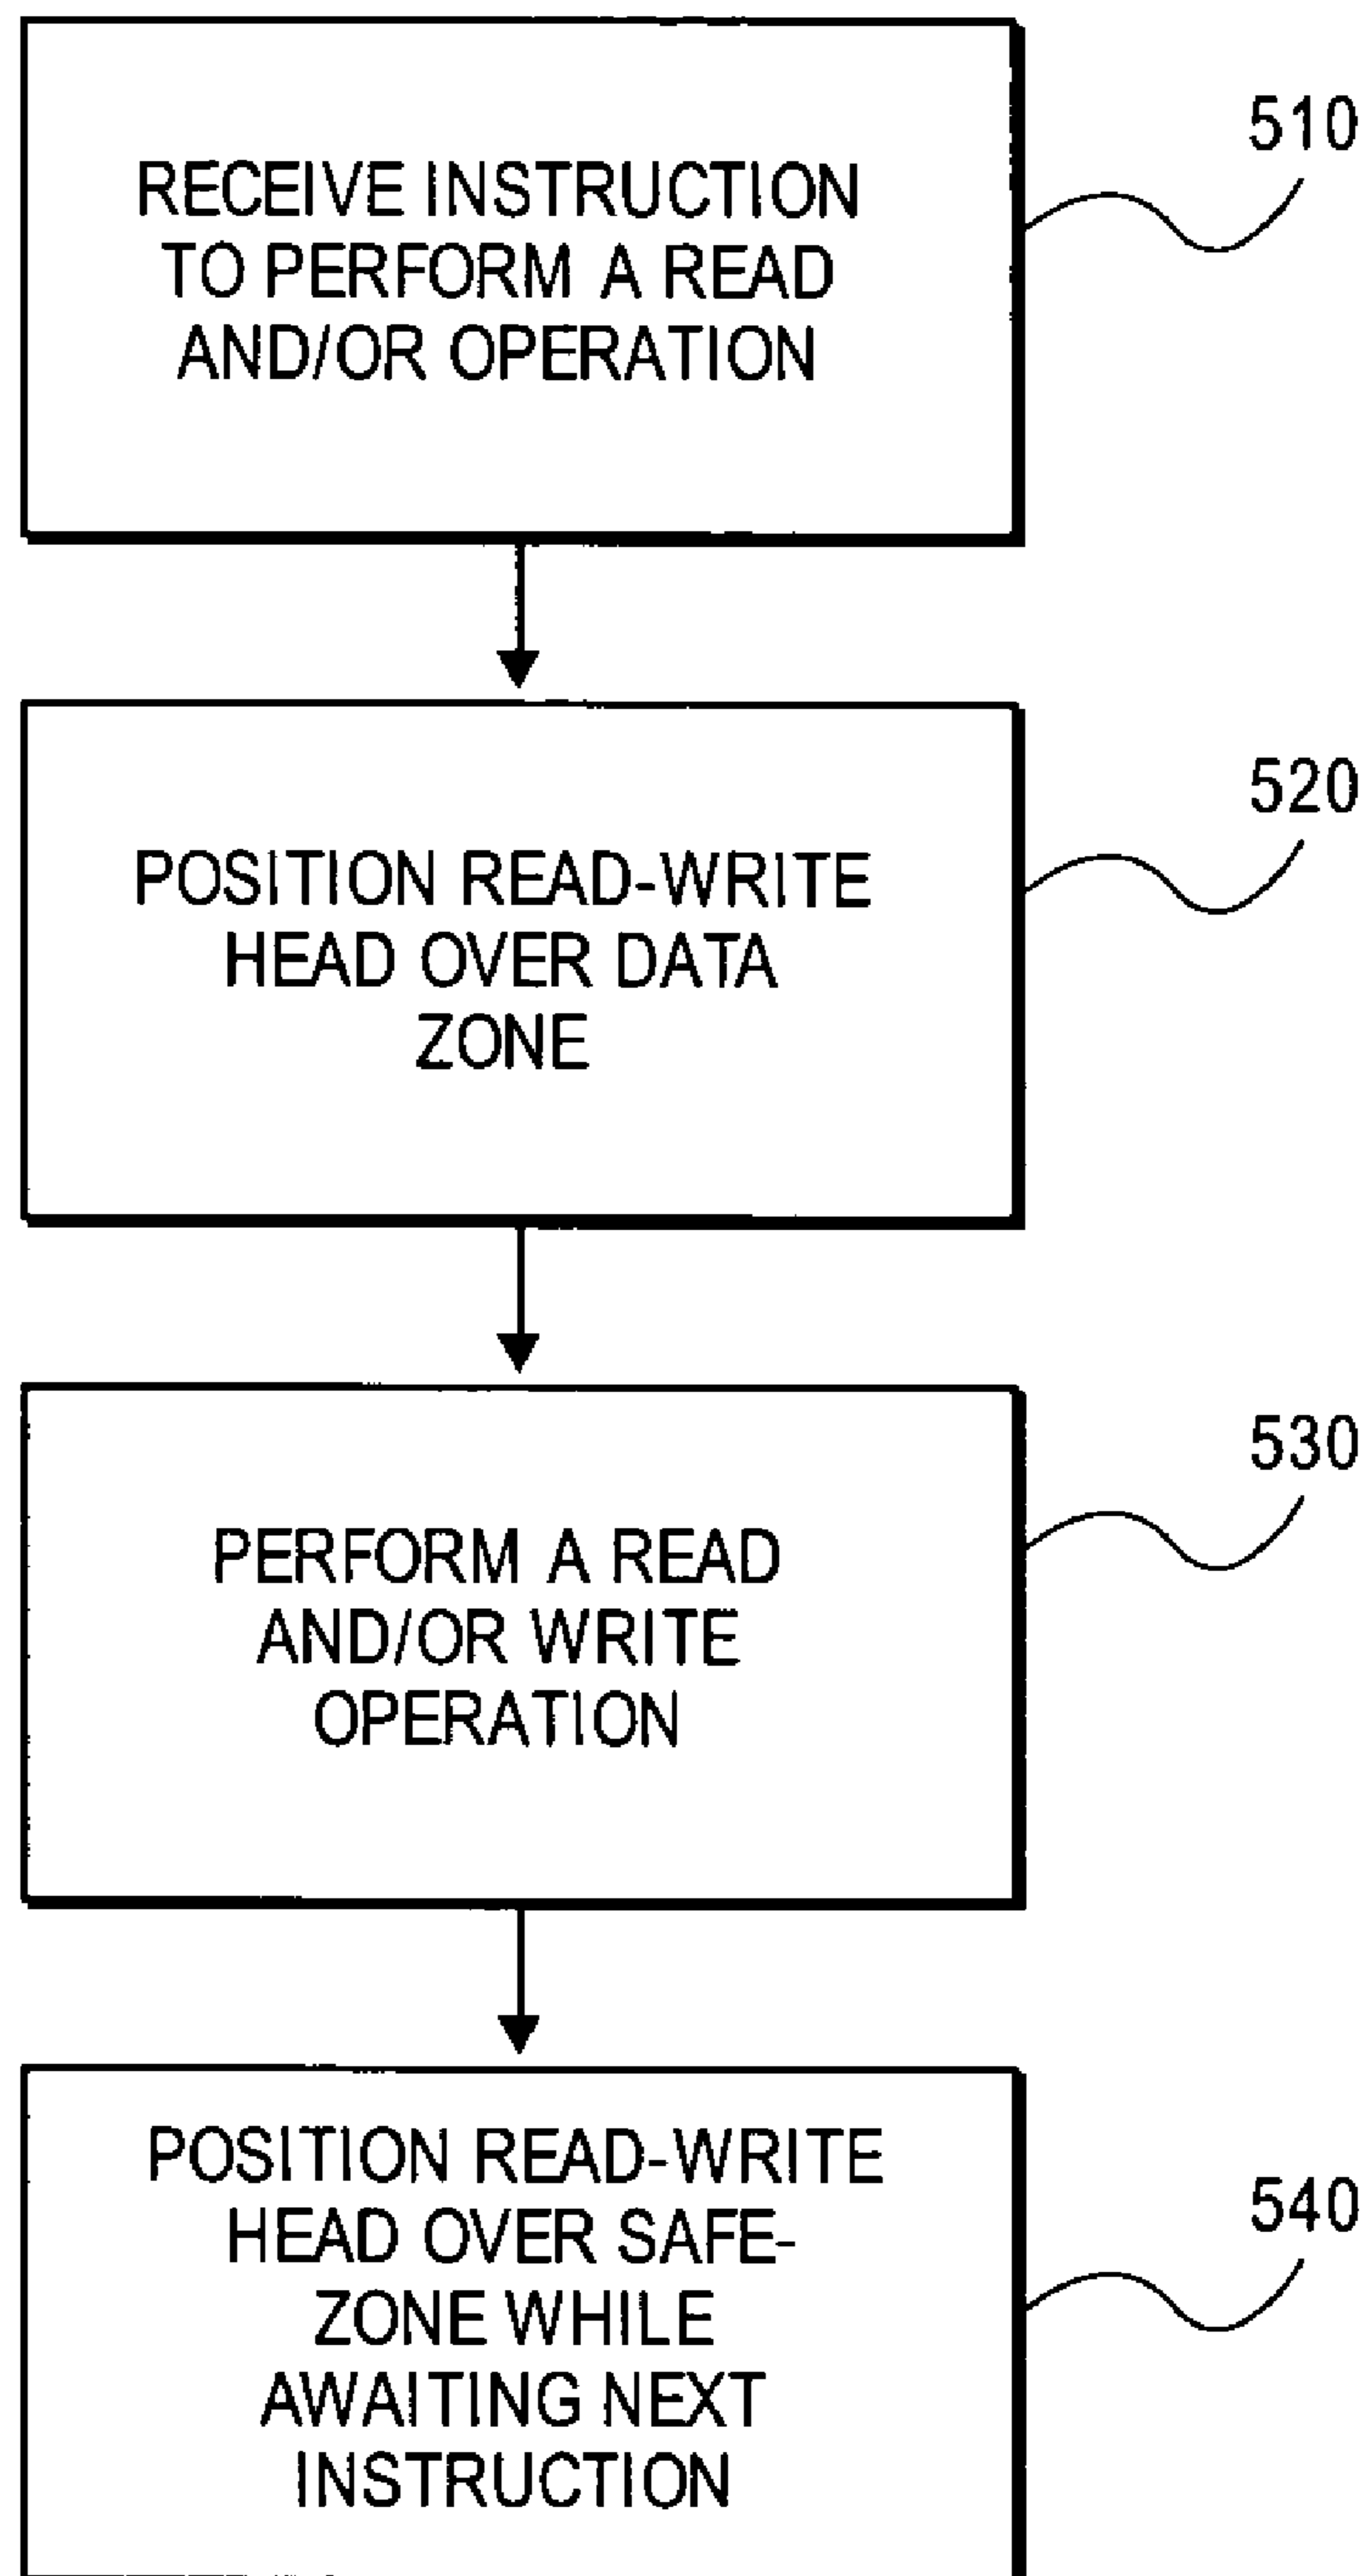 RECEIVE INSTRUCTION
TO PERFORM A READ
AND/OR OPERATION
510
POSITION READ-WRITE
HEAD OVER DATA
ZONE
520
PERFORM A READ
AND/OR WRITE
OPERATION
530
POSITION READ-WRITE
HEAD OVER SAFE-
ZONE WHILE
AWAITING NEXT
INSTRUCTION
540